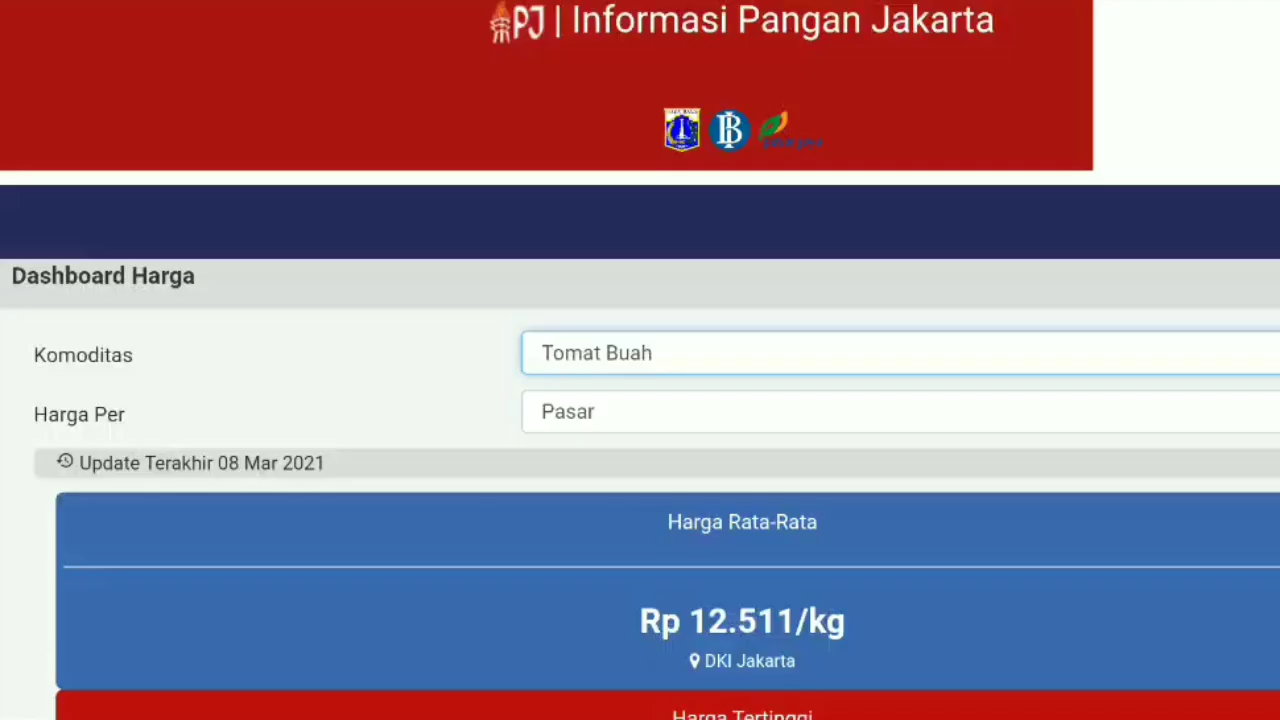 PJ | Informasi Pangan Jakarta
Dashboard Harga
Komoditas
Tomat Buah
Harga Per
Pasar
Update Terakhir 08 Mar 2021
Harga Rata-Rata
Rp 12.511/kg
DKI Jakarta
Harga Tertinggi